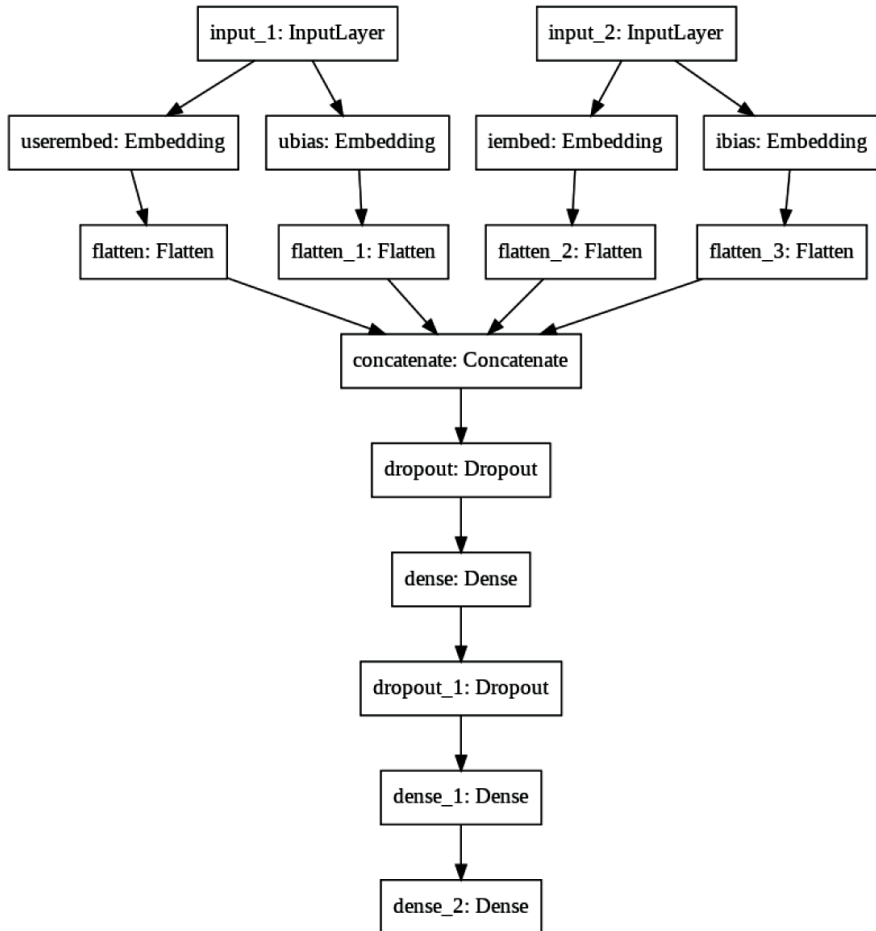 input_1: InputLayer
input_2: InputLayer
userembed: Embedding
ubias: Embedding
iembed: Embedding
ibias: Embedding
flatten: Flatten
flatten_1: Flatten
flatten_2: Flatten
flatten_3: Flatten
concatenate: Concatenate
dropout: Dropout
dense: Dense
dropout_1: Dropout
dense_1: Dense
dense_2: Dense